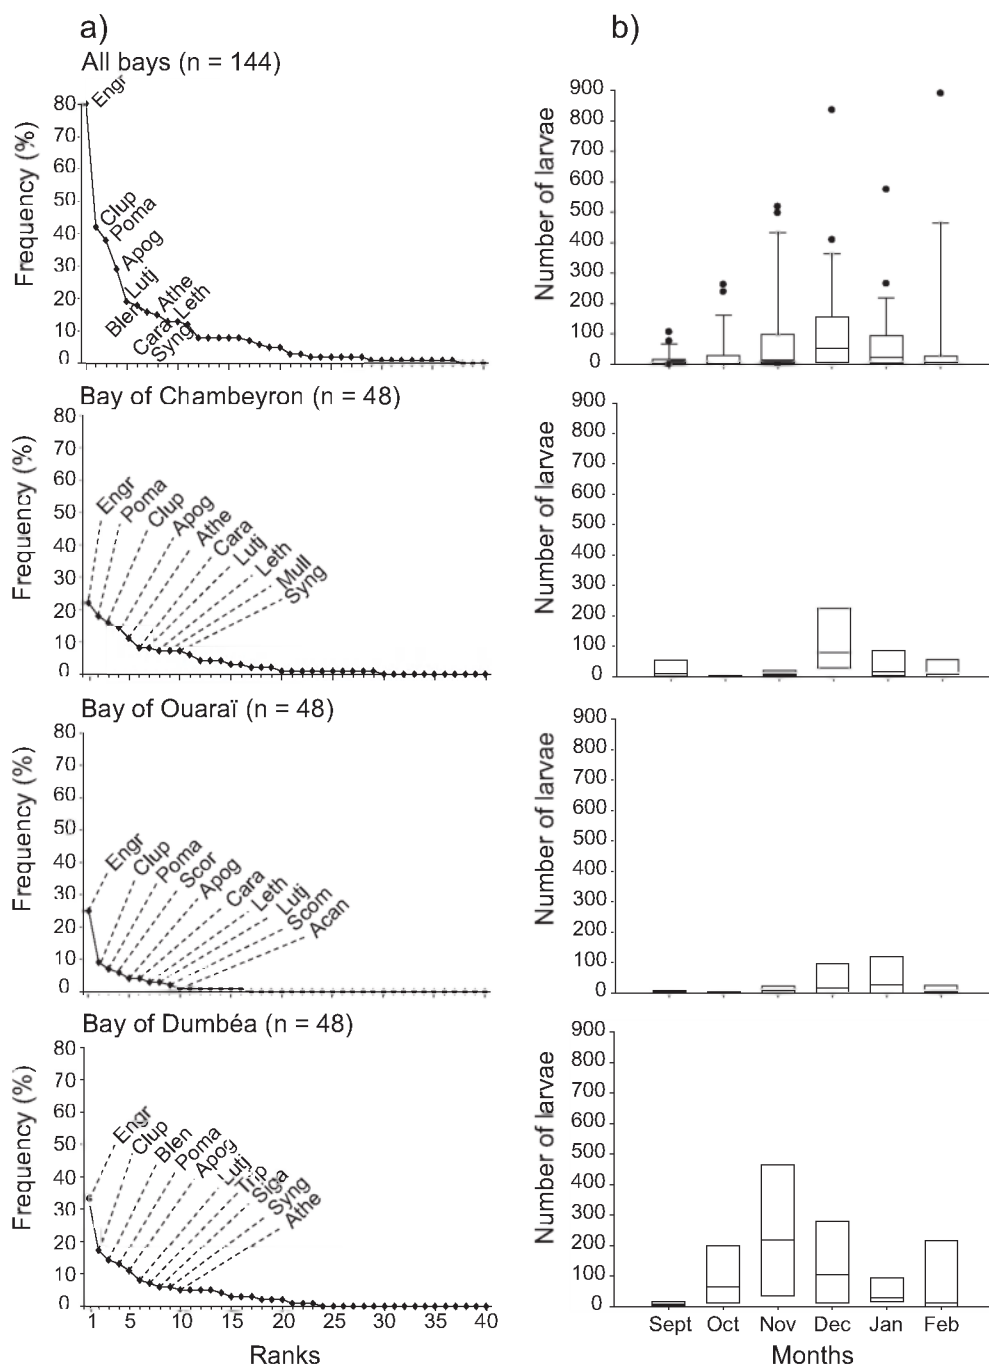 a)
All bays (n = 144)
Frequency (%)
80
70
60
50
40
30
20
10
0
Engr
Clup
Poma
Apog
Lutj
Blen
Athe
Leth
Cara
Syng
b)
Number of larvae
900
800
700
600
500
400
300
200
100
0
Bay of Chambeyron (n = 48)
Frequency (%)
80
70
60
50
40
30
20
10
0
Engr
Poma
Clup
Apog
Athe
Cara
Lutj
Leth
Mull
Syng
Number of larvae
900
800
700
600
500
400
300
200
100
0
Bay of Ouaraï (n = 48)
Frequency (%)
80
70
60
50
40
30
20
10
0
Engr
Clup
Poma
Scor
Apog
Cara
Leth
Lutj
Scom
Acan
Number of larvae
900
800
700
600
500
400
300
200
100
0
Bay of Dumbéa (n = 48)
Frequency (%)
80
70
60
50
40
30
20
10
0
Engr
Clup
Blen
Poma
Apog
Lutj
Trip
Siga
Syng
Athe
1 5 10 15 20 25 30 35 40
Ranks
Number of larvae
900
800
700
600
500
400
300
200
100
0
Sept Oct Nov Dec Jan Feb
Months